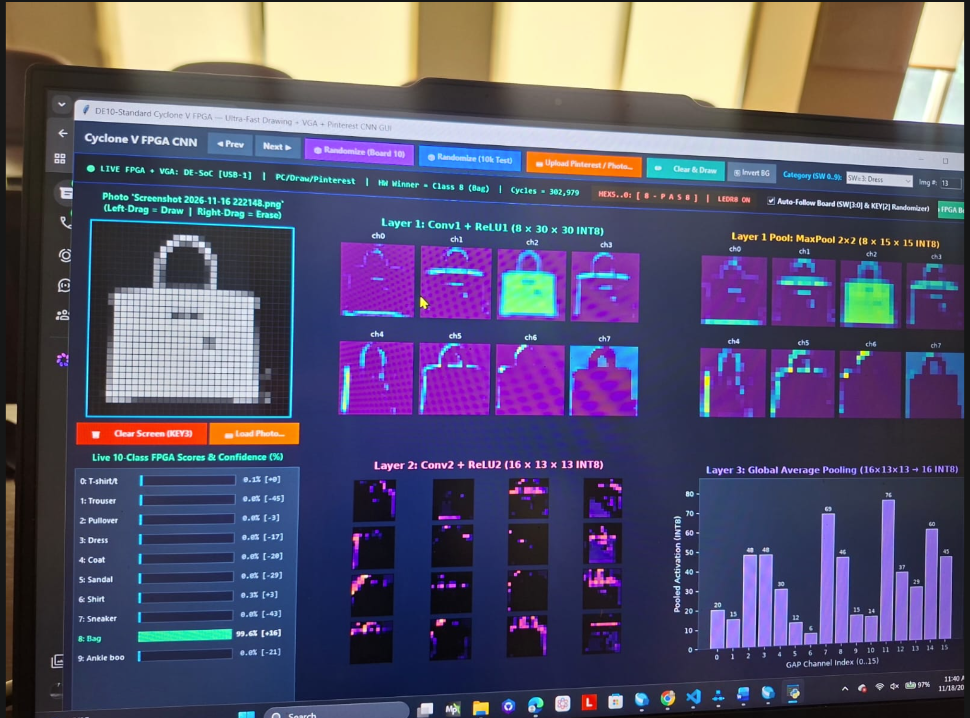 DE10-Standard Cyclone V FPGA — Ultra-Fast Drawing + VGA + Pinterest CNN GUI
Cyclone V FPGA CNN
◄ Prev
Next ►
Randomize (Board 10)
Randomize (10k Test)
Upload Pinterest / Photo...
Clear & Draw
Invert BG
Category (SW 0..9):
SW=3: Dress
Img #: 13
LIVE FPGA + VGA: DE-SoC [USB-1] | PC/Draw/Pinterest | HW Winner = Class 8 (Bag) | Cycles = 302,979
HEX5..0: [ 8 - P A 5 8 ] | LEDR8 ON
Auto-Follow Board (SW[3:0] & KEY[2] Randomizer)
Photo 'Screenshot 2026-11-16 222148.png'
(Left-Drag = Draw | Right-Drag = Erase)
Clear Screen (KEY3)
Load Photo...
Live 10-Class FPGA Scores & Confidence (%)
0: T-shirt/t 0.1% [+0]
1: Trouser 0.0% [-45]
2: Pullover 0.0% [-3]
3: Dress 0.0% [-17]
4: Coat 0.0% [-20]
5: Sandal 0.0% [-29]
6: Shirt 0.3% [+3]
7: Sneaker 0.0% [-43]
8: Bag 99.6% [+16]
9: Ankle boo 0.0% [-21]
Layer 1: Conv1 + ReLU1 (8 × 30 × 30 INT8)
ch0 ch1 ch2 ch3
ch4 ch5 ch6 ch7
Layer 1 Pool: MaxPool 2×2 (8 × 15 × 15 INT8)
ch0 ch1 ch2 ch3
ch4 ch5 ch6 ch7
Layer 2: Conv2 + ReLU2 (16 × 13 × 13 INT8)
Layer 3: Global Average Pooling (16×13×13 → 16 INT8)
Pooled Activation (INT8)
80
70
60
50
40
30
20
10
0
20 15 48 48 30 12 6 69 46 15 14 76 37 29 60 43
0 1 2 3 4 5 6 7 8 9 10 11 12 13 14 15
GAP Channel Index (0..15)
Search
97%
11:40